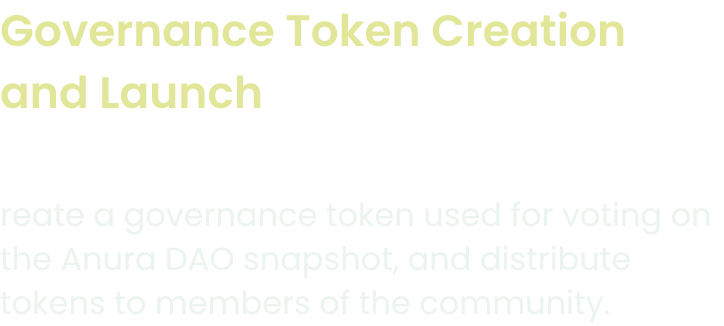 Governance Token Creation
and Launch
reate a governance token used for voting on
the Anura DAO snapshot, and distribute
tokens to members of the community.